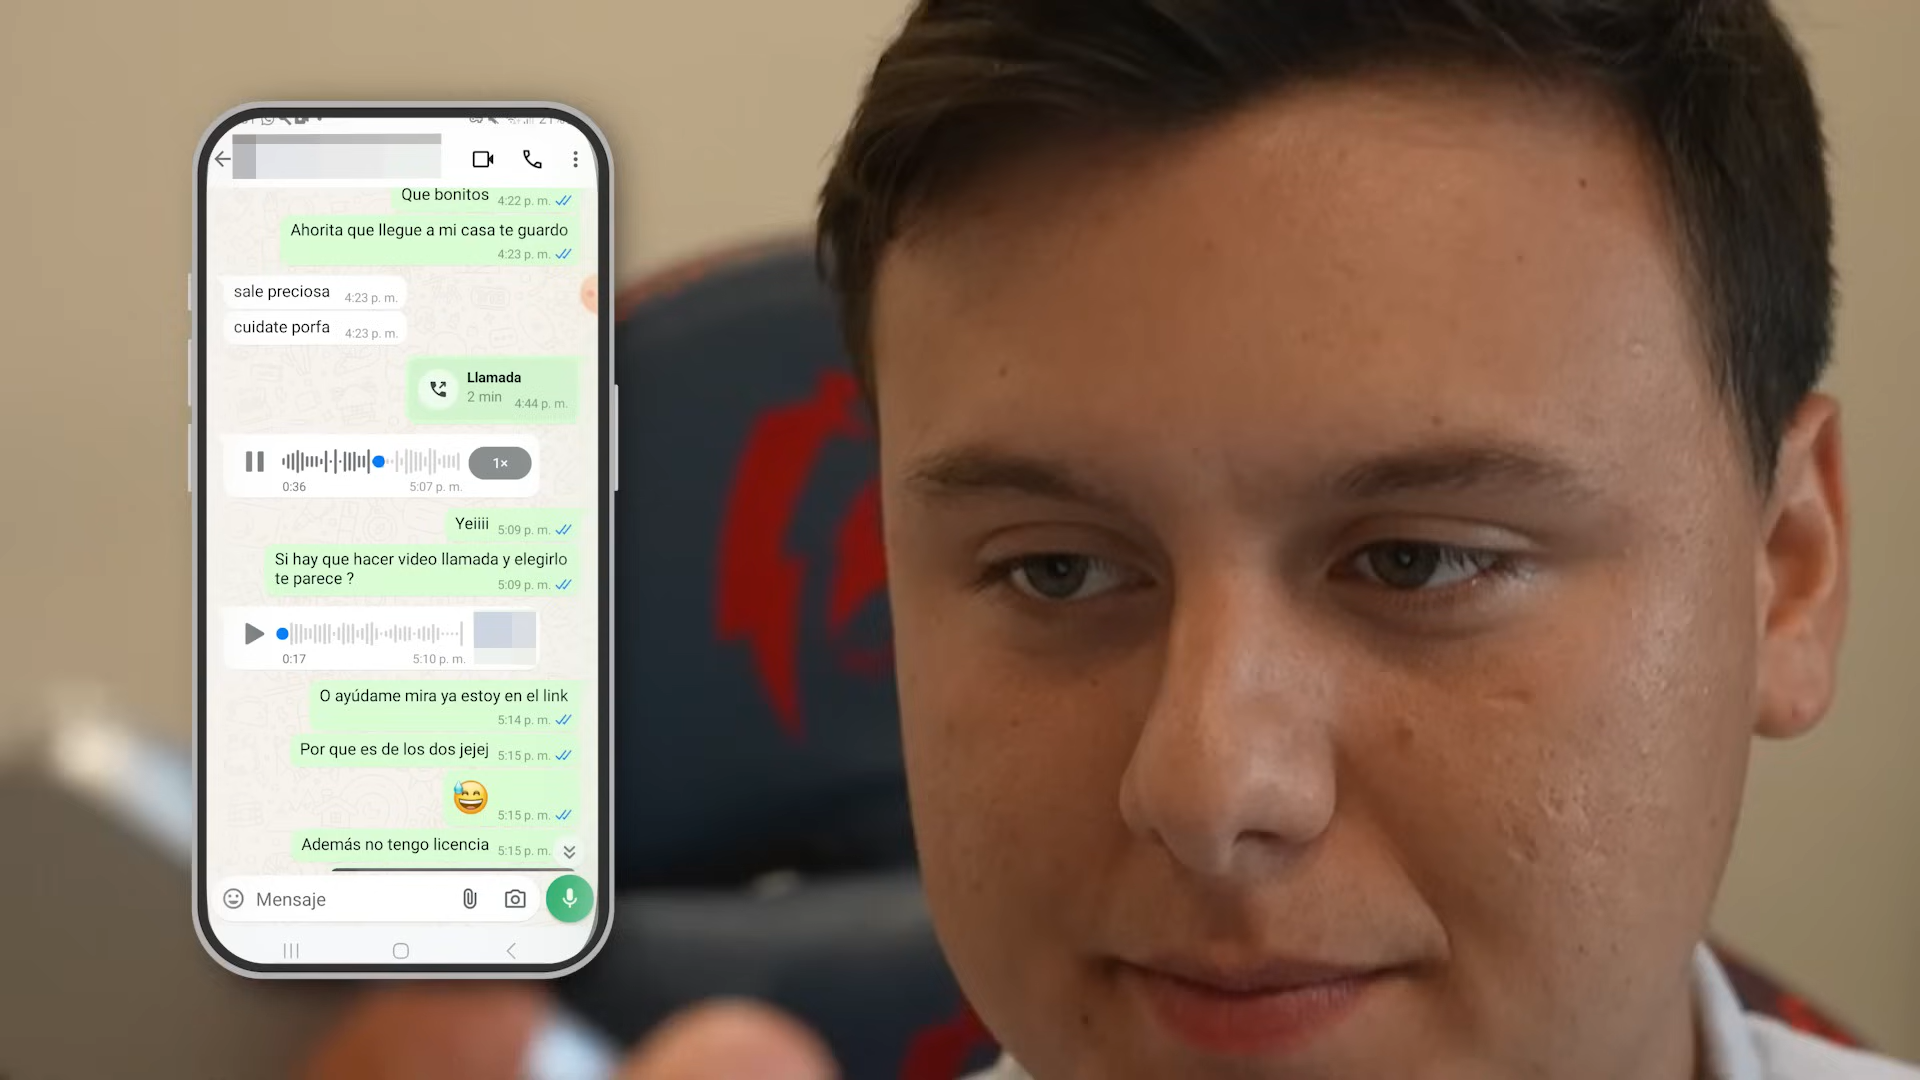 Que bonitos 4:22 p. m.
Ahorita que llegue a mi casa te guardo
4:23 p. m.
sale preciosa 4:23 p. m.
cuidate porfa 4:23 p. m.
Llamada
2 min 4:44 p. m.
1×
0:36 5:07 p. m.
Yeiiii 5:09 p. m.
Si hay que hacer video llamada y elegirlo
te parece ? 5:09 p. m.
0:17 5:10 p. m.
O ayúdame mira ya estoy en el link
5:14 p. m.
Por que es de los dos jejej 5:15 p. m.
5:15 p. m.
Además no tengo licencia 5:15 p. m.
Mensaje